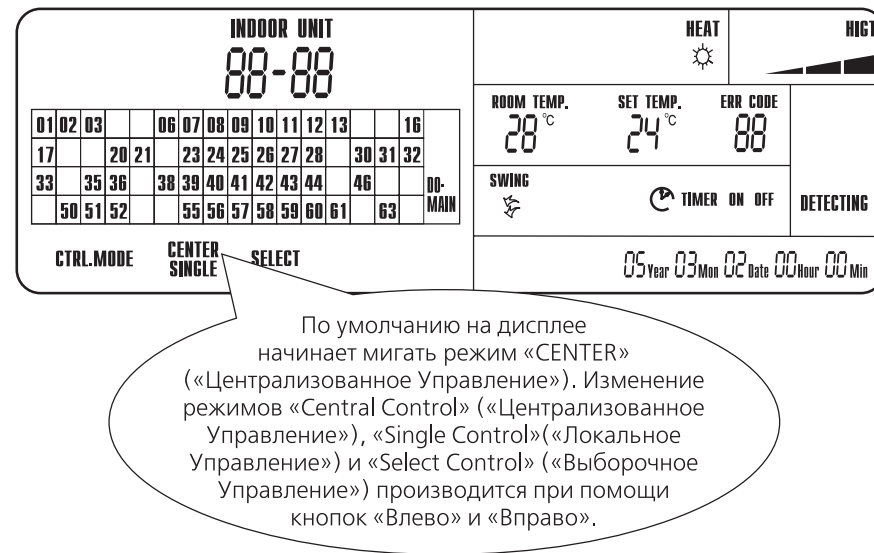 INDOOR UNIT
88-88
01 02 03 06 07 08 09 10 11 12 13 16
17 20 21 23 24 25 26 27 28 30 31 32
33 35 36 38 39 40 41 42 43 44 46
50 51 52 55 56 57 58 59 60 61 63
DO-
MAIN
CTRL.MODE CENTER SELECT
SINGLE
HEAT HIGT
ROOM TEMP. SET TEMP. ERR CODE
28°C 24°C 88
SWING
TIMER ON OFF DETECTING
05 Year 03 Mon 02 Date 00 Hour 00 Min
По умолчанию на дисплее
начинает мигать режим «CENTER»
(«Централизованное Управление»). Изменение
режимов «Central Control» («Централизованное
Управление»), «Single Control»(«Локальное
Управление») и «Select Control» («Выборочное
Управление») производится при помощи
кнопок «Влево» и «Вправо».